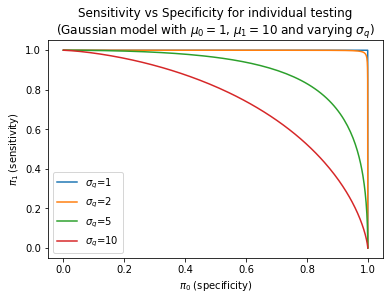 Sensitivity vs Specificity for individual testing
(Gaussian model with μ₀ = 1, μ₁ = 10 and varying σ_q)
1.0
0.8
0.6
0.4
0.2
0.0
π₁ (sensitivity)
σ_q=1
σ_q=2
σ_q=5
σ_q=10
0.0 0.2 0.4 0.6 0.8 1.0
π₀ (specificity)